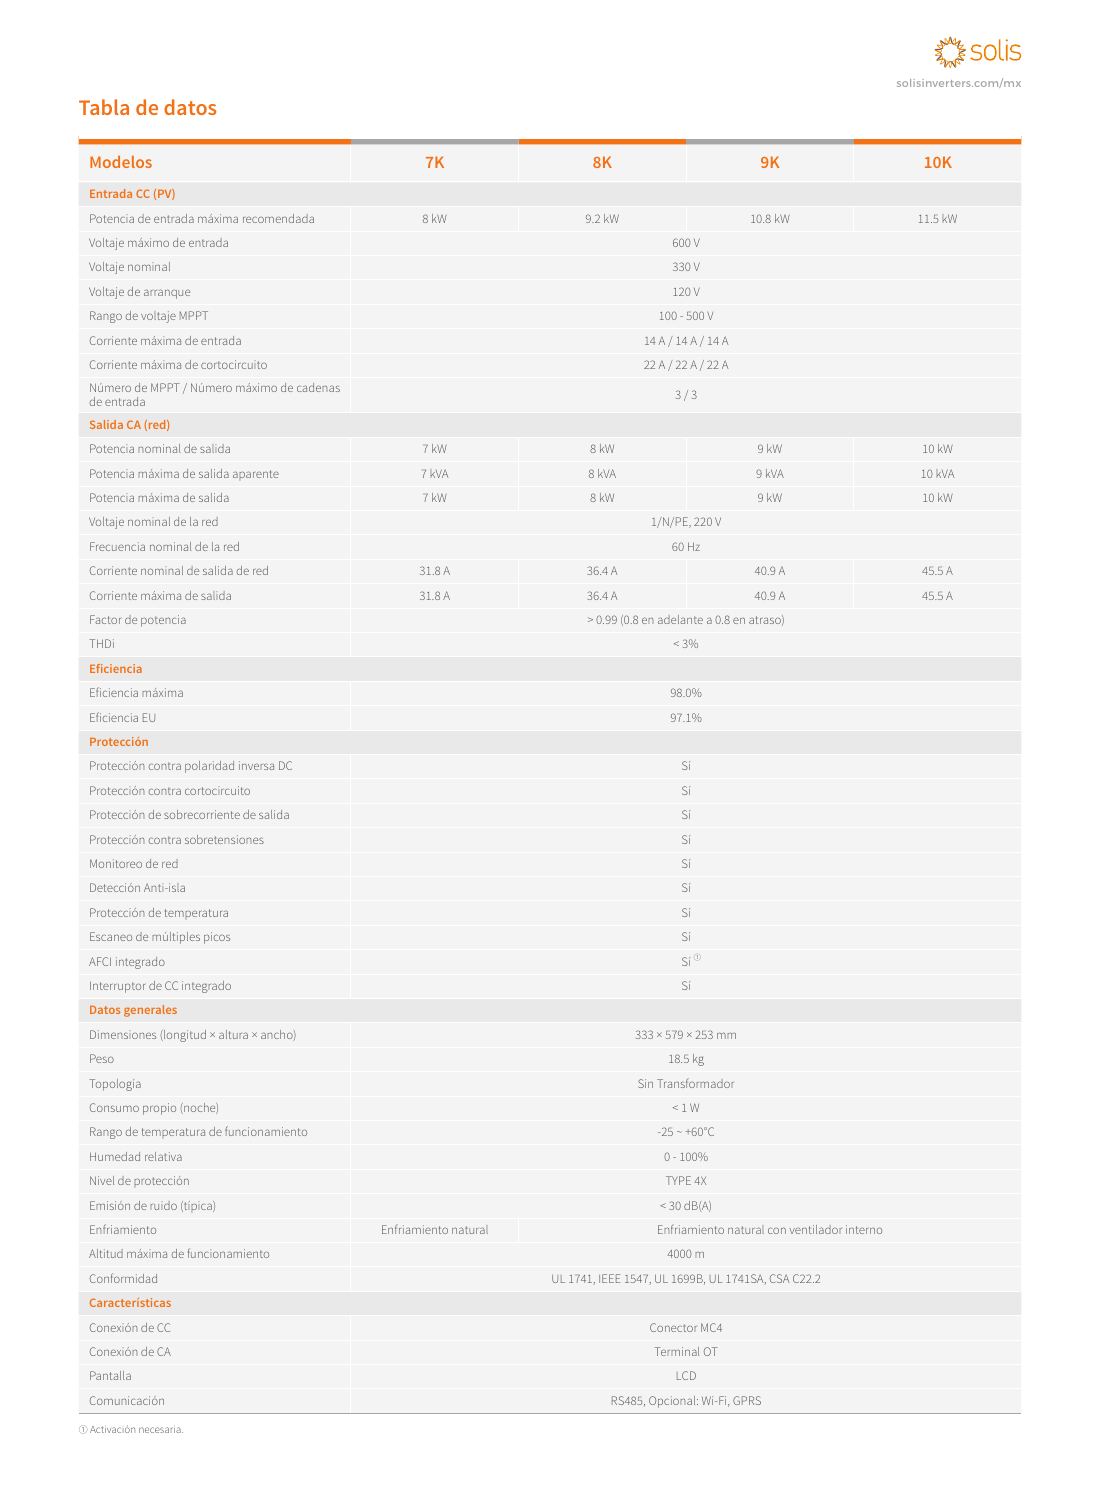 solis
solisinverters.com/mx
Tabla de datos
Modelos 7K 8K 9K 10K
Entrada CC (PV)
Potencia de entrada máxima recomendada 8 kW 9.2 kW 10.8 kW 11.5 kW
Voltaje máximo de entrada 600 V
Voltaje nominal 330 V
Voltaje de arranque 120 V
Rango de voltaje MPPT 100 - 500 V
Corriente máxima de entrada 14 A / 14 A / 14 A
Corriente máxima de cortocircuito 22 A / 22 A / 22 A
Número de MPPT / Número máximo de cadenas
de entrada 3 / 3
Salida CA (red)
Potencia nominal de salida 7 kW 8 kW 9 kW 10 kW
Potencia máxima de salida aparente 7 kVA 8 kVA 9 kVA 10 kVA
Potencia máxima de salida 7 kW 8 kW 9 kW 10 kW
Voltaje nominal de la red 1/N/PE, 220 V
Frecuencia nominal de la red 60 Hz
Corriente nominal de salida de red 31.8 A 36.4 A 40.9 A 45.5 A
Corriente máxima de salida 31.8 A 36.4 A 40.9 A 45.5 A
Factor de potencia > 0.99 (0.8 en adelante a 0.8 en atraso)
THDi < 3%
Eficiencia
Eficiencia máxima 98.0%
Eficiencia EU 97.1%
Protección
Protección contra polaridad inversa DC Sí
Protección contra cortocircuito Sí
Protección de sobrecorriente de salida Sí
Protección contra sobretensiones Sí
Monitoreo de red Sí
Detección Anti-isla Sí
Protección de temperatura Sí
Escaneo de múltiples picos Sí
AFCI integrado Sí ①
Interruptor de CC integrado Sí
Datos generales
Dimensiones (longitud × altura × ancho) 333 × 579 × 253 mm
Peso 18.5 kg
Topología Sin Transformador
Consumo propio (noche) < 1 W
Rango de temperatura de funcionamiento -25 ~ +60°C
Humedad relativa 0 - 100%
Nivel de protección TYPE 4X
Emisión de ruido (típica) < 30 dB(A)
Enfriamiento Enfriamiento natural Enfriamiento natural con ventilador interno
Altitud máxima de funcionamiento 4000 m
Conformidad UL 1741, IEEE 1547, UL 1699B, UL 1741SA, CSA C22.2
Características
Conexión de CC Conector MC4
Conexión de CA Terminal OT
Pantalla LCD
Comunicación RS485, Opcional: Wi-Fi, GPRS
① Activación necesaria.